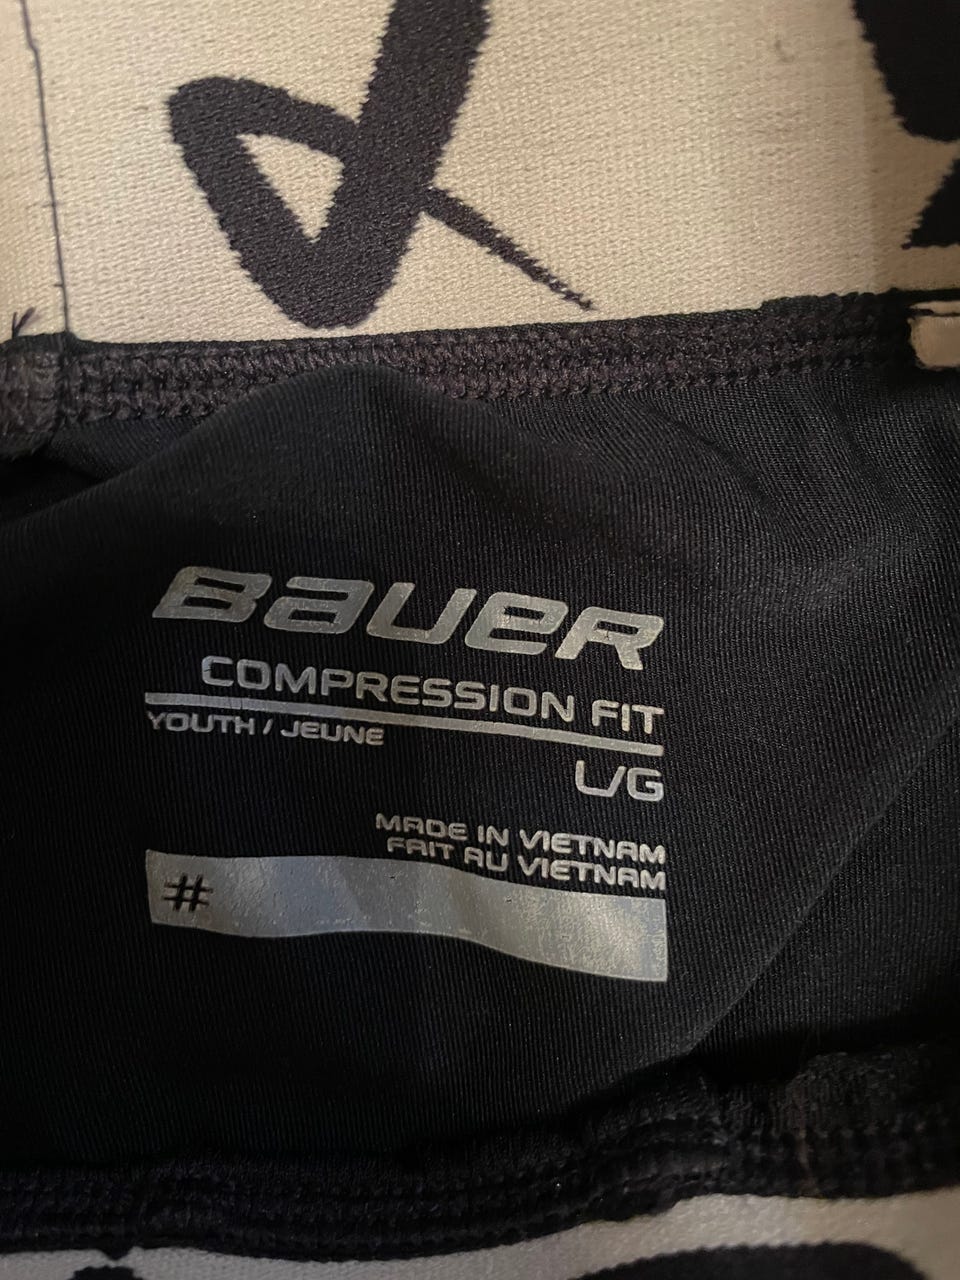 BAUER
COMPRESSION FIT
YOUTH / JEUNE
L/G
MADE IN VIETNAM
FAIT AU VIETNAM
#